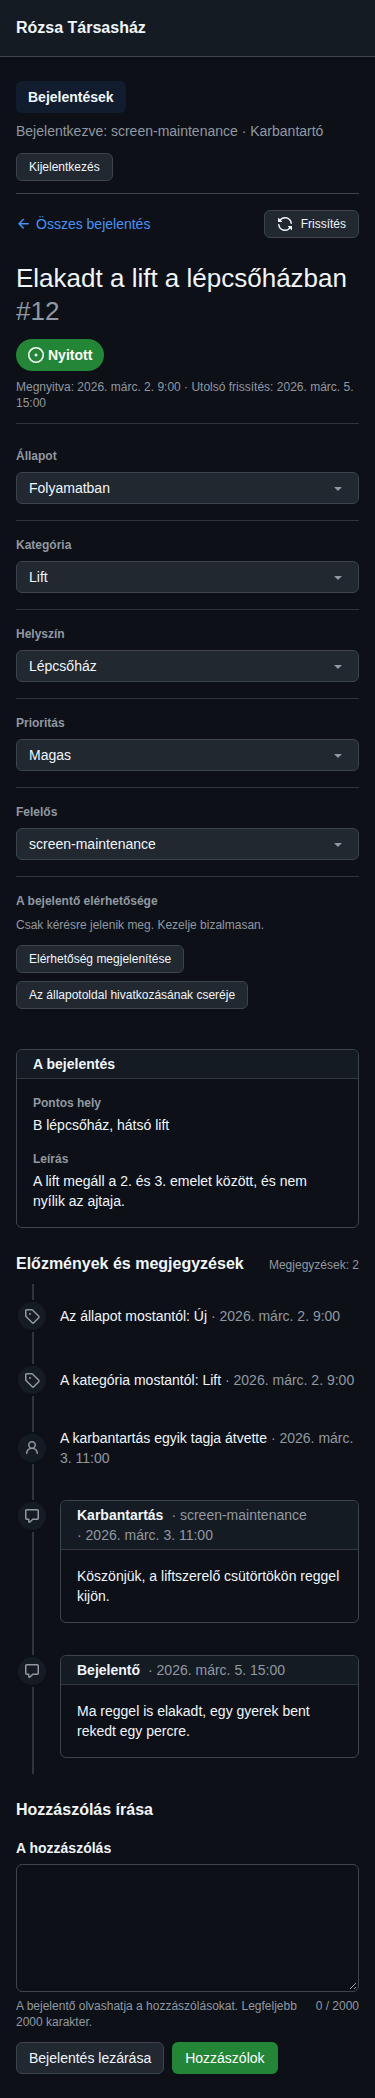 Rózsa Társasház
Bejelentések
Bejelentkezve: screen-maintenance · Karbantartó
Kijelentkezés
← Összes bejelentés
Frissítés
Elakadt a lift a lépcsőházban
#12
Nyitott
Megnyitva: 2026. márc. 2. 9:00 · Utolsó frissítés: 2026. márc. 5.
15:00
Állapot
Folyamatban
Kategória
Lift
Helyszín
Lépcsőház
Prioritás
Magas
Felelős
screen-maintenance
A bejelentő elérhetősége
Csak kérésre jelenik meg. Kezelje bizalmasan.
Elérhetőség megjelenítése
Az állapotoldal hivatkozásának cseréje
A bejelentés
Pontos hely
B lépcsőház, hátsó lift
Leírás
A lift megáll a 2. és 3. emelet között, és nem
nyílik az ajtaja.
Előzmények és megjegyzések
Megjegyzések: 2
Az állapot mostantól: Új · 2026. márc. 2. 9:00
A kategória mostantól: Lift · 2026. márc. 2. 9:00
A karbantartás egyik tagja átvette · 2026. márc.
3. 11:00
Karbantartás · screen-maintenance
· 2026. márc. 3. 11:00
Köszönjük, a liftszerelő csütörtökön reggel
kijön.
Bejelentő · 2026. márc. 5. 15:00
Ma reggel is elakadt, egy gyerek bent
rekedt egy percre.
Hozzászólás írása
A hozzászólás
A bejelentő olvashatja a hozzászólásokat. Legfeljebb
2000 karakter.
0 / 2000
Bejelentés lezárása
Hozzászólok